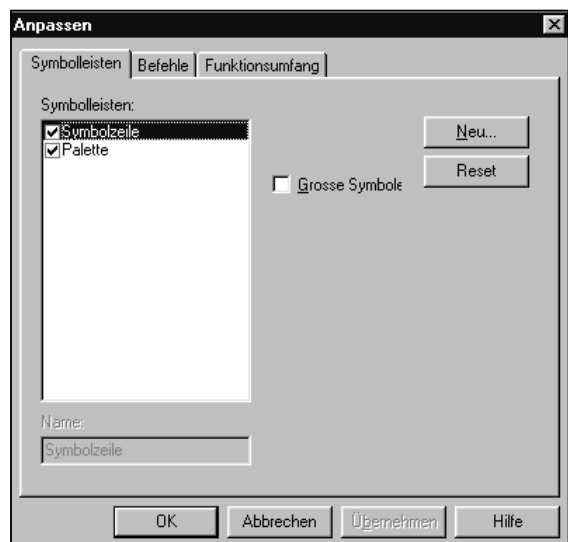 Anpassen
Symbolleisten Befehle Funktionsumfang
Symbolleisten:
Symbolzeile
Palette
Neu...
Reset
Grosse Symbole
Name:
Symbolzeile
OK Abbrechen Übernehmen Hilfe